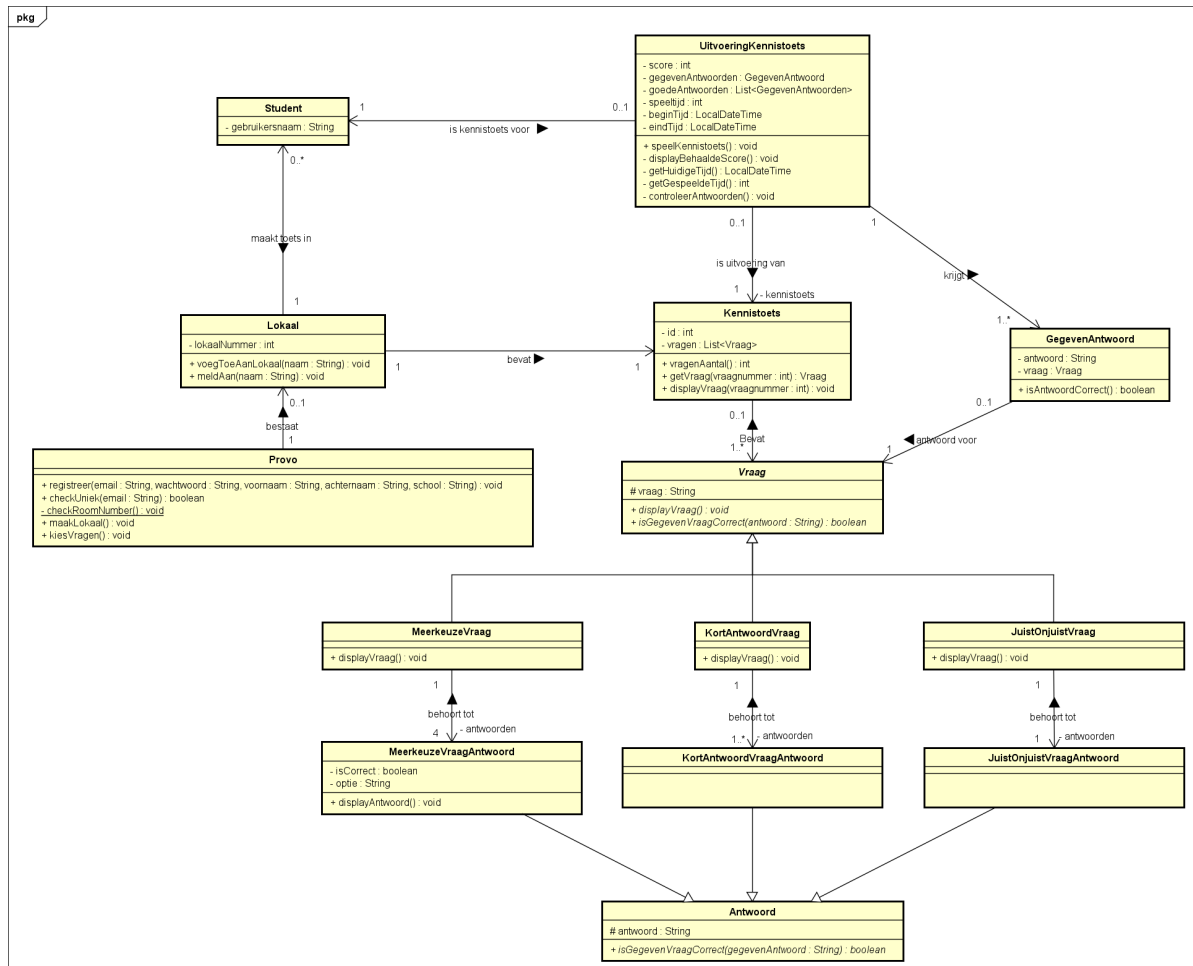 pkg
UitvoeringKennistoets
- score : int
- gegevenAntwoorden : GegevenAntwoord
- goedeAntwoorden : List<GegevenAntwoorden>
- speeltijd : int
- beginTijd : LocalDateTime
- eindTijd : LocalDateTime
+ speelKennistoets() : void
- displayBehaaldeScore() : void
- getHuidigeTijd() : LocalDateTime
- getGespeeldeTijd() : int
- controleerAntwoorden() : void
Student
- gebruikersnaam : String
1
0..1
is kennistoets voor
0..*
maakt toets in
1
0..1
is uitvoering van
1
- kennistoets
1
krijgt
1..*
Lokaal
- lokaalNummer : int
+ voegToeAanLokaal(naam : String) : void
+ meldAan(naam : String) : void
1
bevat
1
Kennistoets
- id : int
- vragen : List<Vraag>
+ vragenAantal() : int
+ getVraag(vraagnummer : int) : Vraag
+ displayVraag(vraagnummer : int) : void
GegevenAntwoord
- antwoord : String
- vraag : Vraag
+ isAntwoordCorrect() : boolean
0..1
bestaat
1
0..1
Bevat
1..*
0..1
antwoord voor
1
Provo
+ registreer(email : String, wachtwoord : String, voornaam : String, achternaam : String, school : String) : void
+ checkUniek(email : String) : boolean
- checkRoomNumber() : void
+ maakLokaal() : void
+ kiesVragen() : void
Vraag
# vraag : String
+ displayVraag() : void
+ isGegevenVraagCorrect(antwoord : String) : boolean
MeerkeuzeVraag
+ displayVraag() : void
KortAntwoordVraag
+ displayVraag() : void
JuistOnjuistVraag
+ displayVraag() : void
1
behoort tot
4
- antwoorden
1
behoort tot
1..*
- antwoorden
1
behoort tot
1
- antwoorden
MeerkeuzeVraagAntwoord
- isCorrect : boolean
- optie : String
+ displayAntwoord() : void
KortAntwoordVraagAntwoord
JuistOnjuistVraagAntwoord
Antwoord
# antwoord : String
+ isGegevenVraagCorrect(gegevenAntwoord : String) : boolean